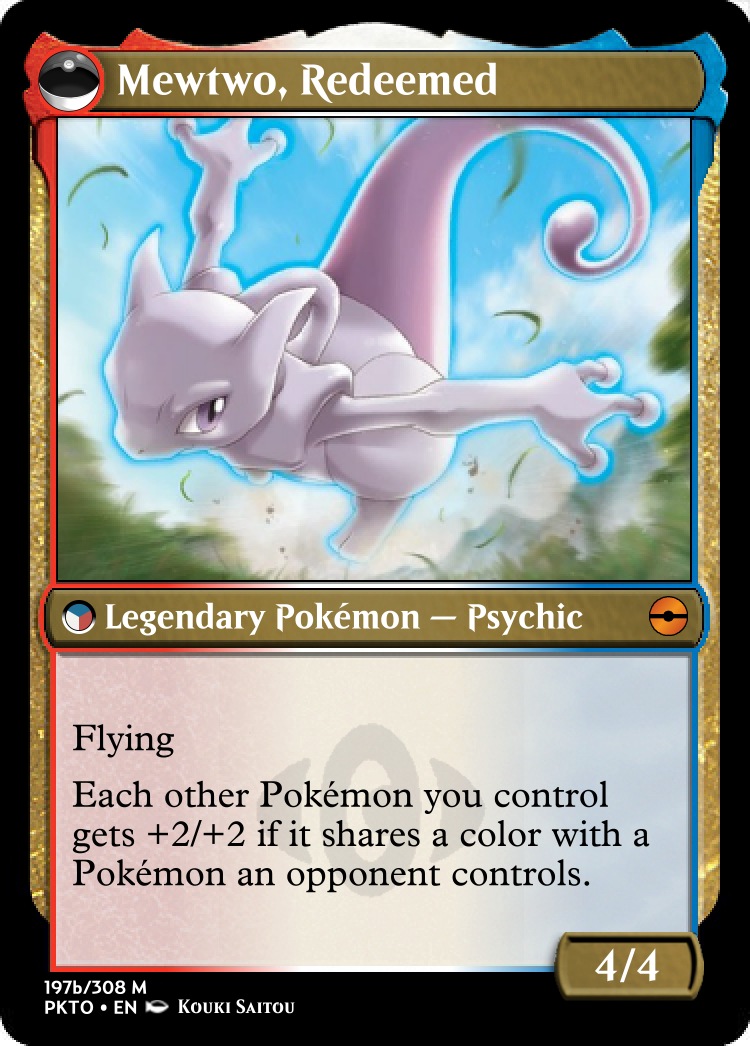 Mewtwo, Redeemed
Legendary Pokémon — Psychic
Flying
Each other Pokémon you control
gets +2/+2 if it shares a color with a
Pokémon an opponent controls.
4/4
197b/308 M
PKTO • EN Kouki Saitou